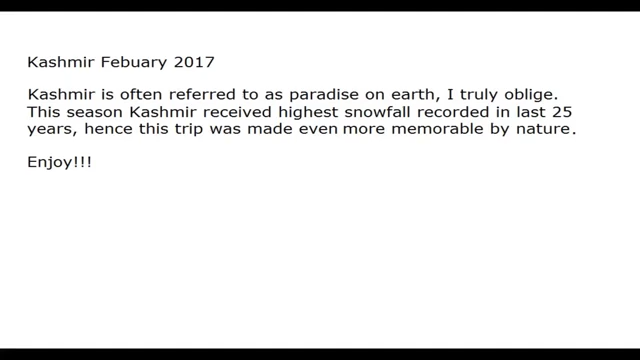 Kashmir Febuary 2017
Kashmir is often referred to as paradise on earth, I truly oblige.
This season Kashmir received highest snowfall recorded in last 25
years, hence this trip was made even more memorable by nature.
Enjoy!!!